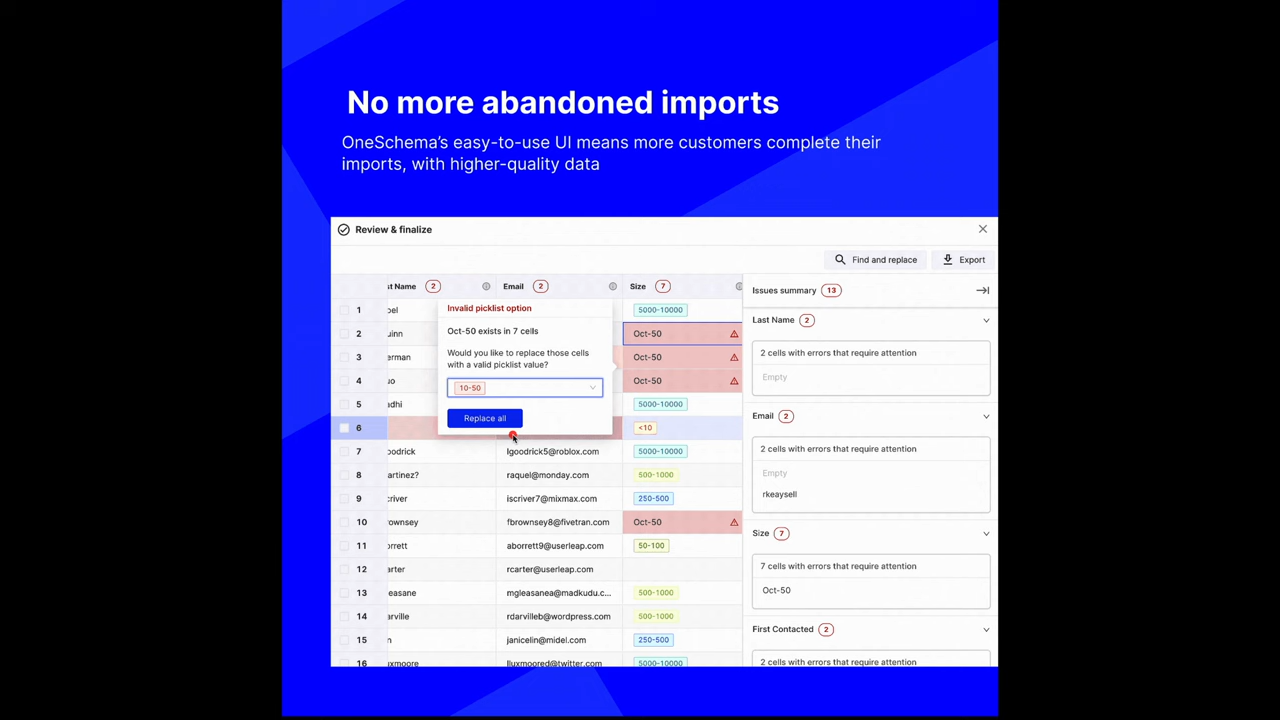 No more abandoned imports
OneSchema's easy-to-use UI means more customers complete their
imports, with higher-quality data
Review & finalize
Find and replace
Export
st Name 2
Email 2
Size 7
Issues summary 13
1 oel 5000-10000
2 uinn Oct-50
3 erman Oct-50
4 uo Oct-50
5 adhi 5000-10000
6 <10
7 oodrick lgoodrick5@roblox.com 5000-10000
8 artinez? raquel@monday.com 500-1000
9 criver iscriver7@mixmax.com 250-500
10 rownsey fbrownsey8@fivetran.com Oct-50
11 orrett aborrett9@userleap.com 50-100
12 arter rcarter@userleap.com
13 easane mgleasanea@madkudu.c... 500-1000
14 arville rdarvilleb@wordpress.com 500-1000
15 n janicelin@midel.com 250-500
16 uxmoore lluxmoored@twitter.com 5000-10000
Invalid picklist option
Oct-50 exists in 7 cells
Would you like to replace those cells
with a valid picklist value?
10-50
Replace all
Last Name 2
2 cells with errors that require attention
Empty
Email 2
2 cells with errors that require attention
Empty
rkeaysell
Size 7
7 cells with errors that require attention
Oct-50
First Contacted 2
2 cells with errors that require attention